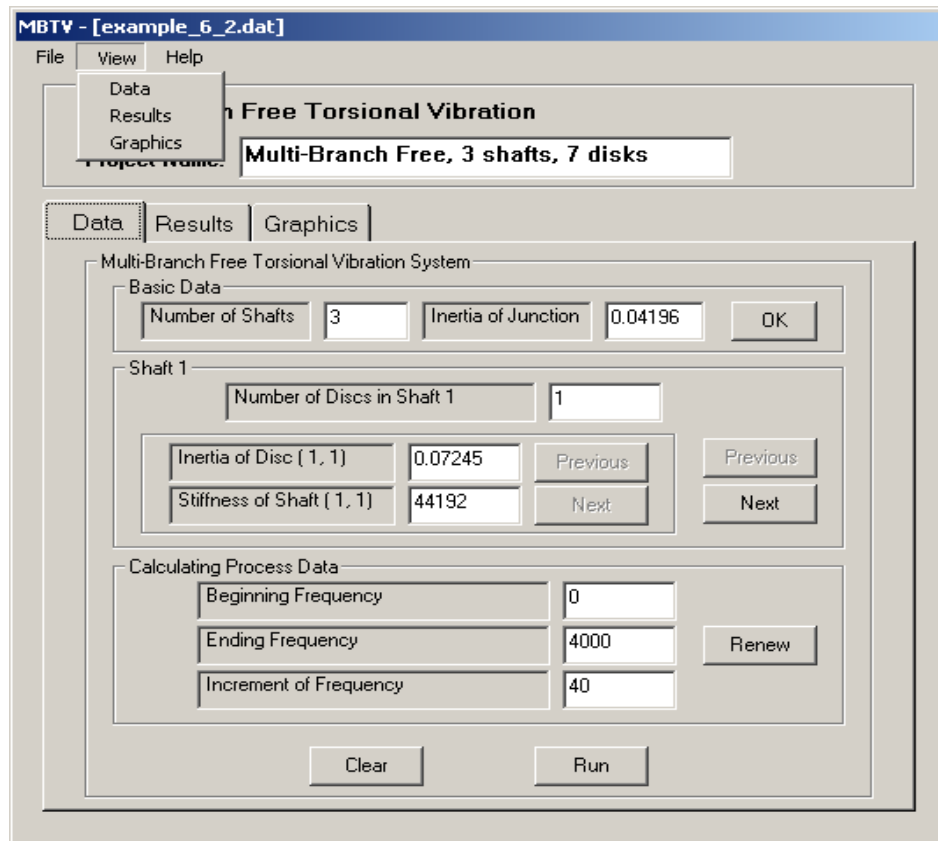 MBTV - [example_6_2.dat]
File View Help
Data
Results
Graphics
h Free Torsional Vibration
Project Name: Multi-Branch Free, 3 shafts, 7 disks
Data Results Graphics
Multi-Branch Free Torsional Vibration System
Basic Data
Number of Shafts 3 Inertia of Junction 0.04196 OK
Shaft 1
Number of Discs in Shaft 1 1
Inertia of Disc ( 1, 1) 0.07245 Previous Previous
Stiffness of Shaft ( 1, 1) 44192 Next Next
Calculating Process Data
Beginning Frequency 0
Ending Frequency 4000 Renew
Increment of Frequency 40
Clear Run